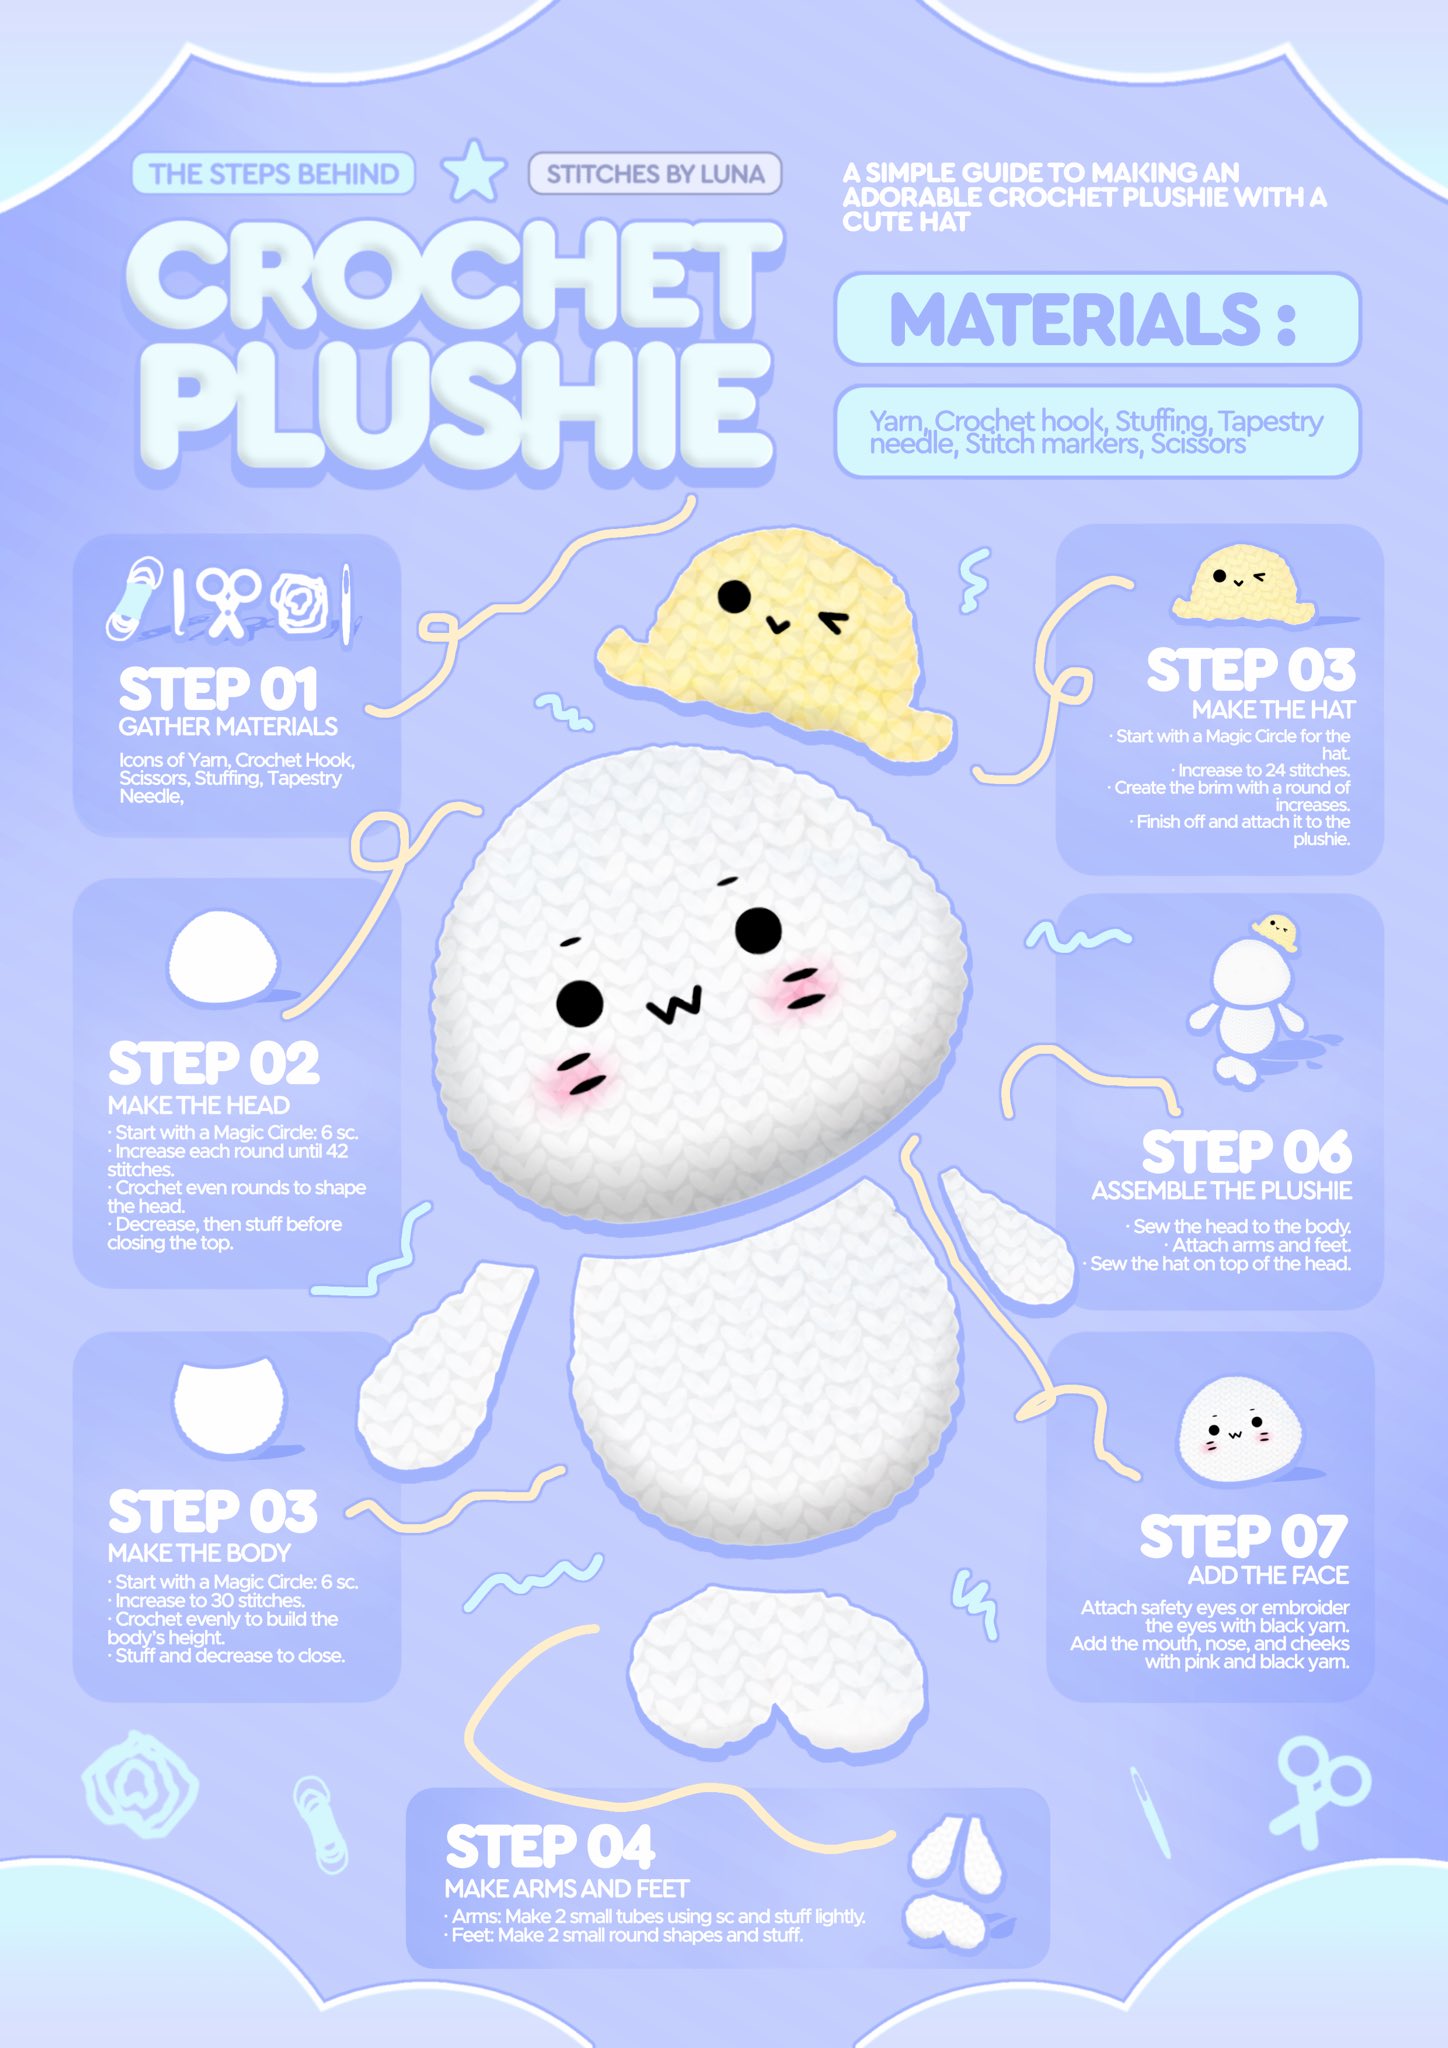 THE STEPS BEHIND
STITCHES BY LUNA
CROCHET
PLUSHIE
A SIMPLE GUIDE TO MAKING AN
ADORABLE CROCHET PLUSHIE WITH A
CUTE HAT
MATERIALS :
Yarn, Crochet hook, Stuffing, Tapestry
needle, Stitch markers, Scissors
STEP 01
GATHER MATERIALS
Icons of Yarn, Crochet Hook,
Scissors, Stuffing, Tapestry
Needle,
STEP 02
MAKE THE HEAD
· Start with a Magic Circle: 6 sc.
· Increase each round until 42
stitches.
· Crochet even rounds to shape
the head.
· Decrease, then stuff before
closing the top.
STEP 03
MAKE THE BODY
· Start with a Magic Circle: 6 sc.
· Increase to 30 stitches.
· Crochet evenly to build the
body's height.
· Stuff and decrease to close.
STEP 04
MAKE ARMS AND FEET
· Arms: Make 2 small tubes using sc and stuff lightly.
· Feet: Make 2 small round shapes and stuff.
STEP 03
MAKE THE HAT
· Start with a Magic Circle for the
hat.
· Increase to 24 stitches.
· Create the brim with a round of
increases.
· Finish off and attach it to the
plushie.
STEP 06
ASSEMBLE THE PLUSHIE
· Sew the head to the body.
· Attach arms and feet.
· Sew the hat on top of the head.
STEP 07
ADD THE FACE
Attach safety eyes or embroider
the eyes with black yarn.
Add the mouth, nose, and cheeks
with pink and black yarn.